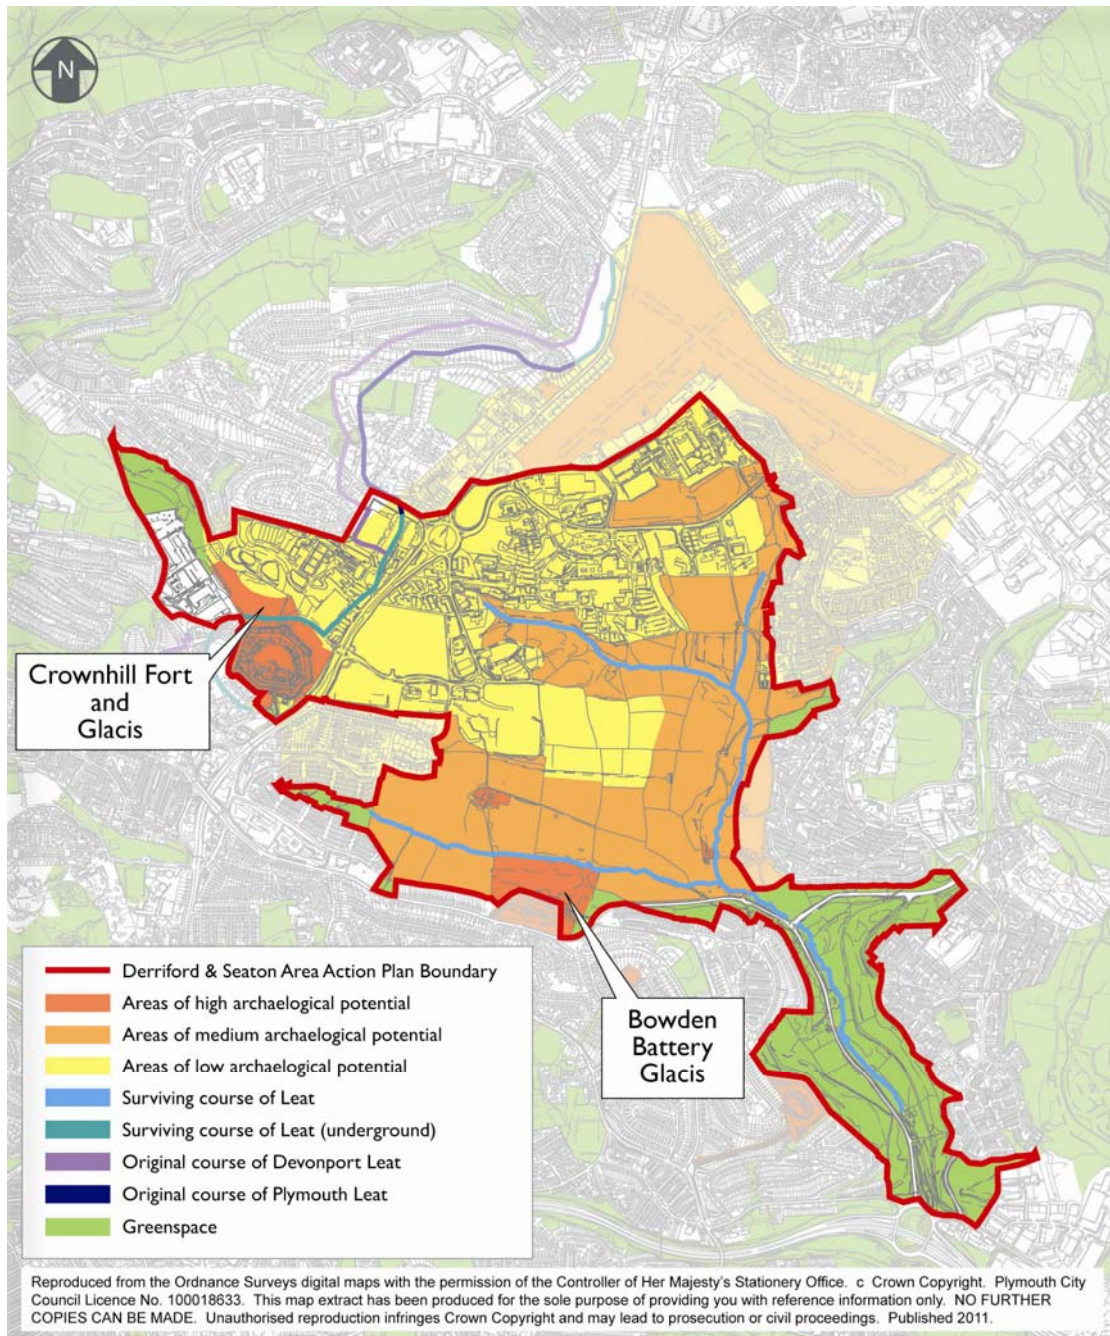 N
Crownhill Fort
and
Glacis
Bowden
Battery
Glacis
Derriford & Seaton Area Action Plan Boundary
Areas of high archaelogical potential
Areas of medium archaelogical potential
Areas of low archaelogical potential
Surviving course of Leat
Surviving course of Leat (underground)
Original course of Devonport Leat
Original course of Plymouth Leat
Greenspace
Reproduced from the Ordnance Surveys digital maps with the permission of the Controller of Her Majesty's Stationery Office. c Crown Copyright. Plymouth City
Council Licence No. 100018633. This map extract has been produced for the sole purpose of providing you with reference information only. NO FURTHER
COPIES CAN BE MADE. Unauthorised reproduction infringes Crown Copyright and may lead to prosecution or civil proceedings. Published 2011.